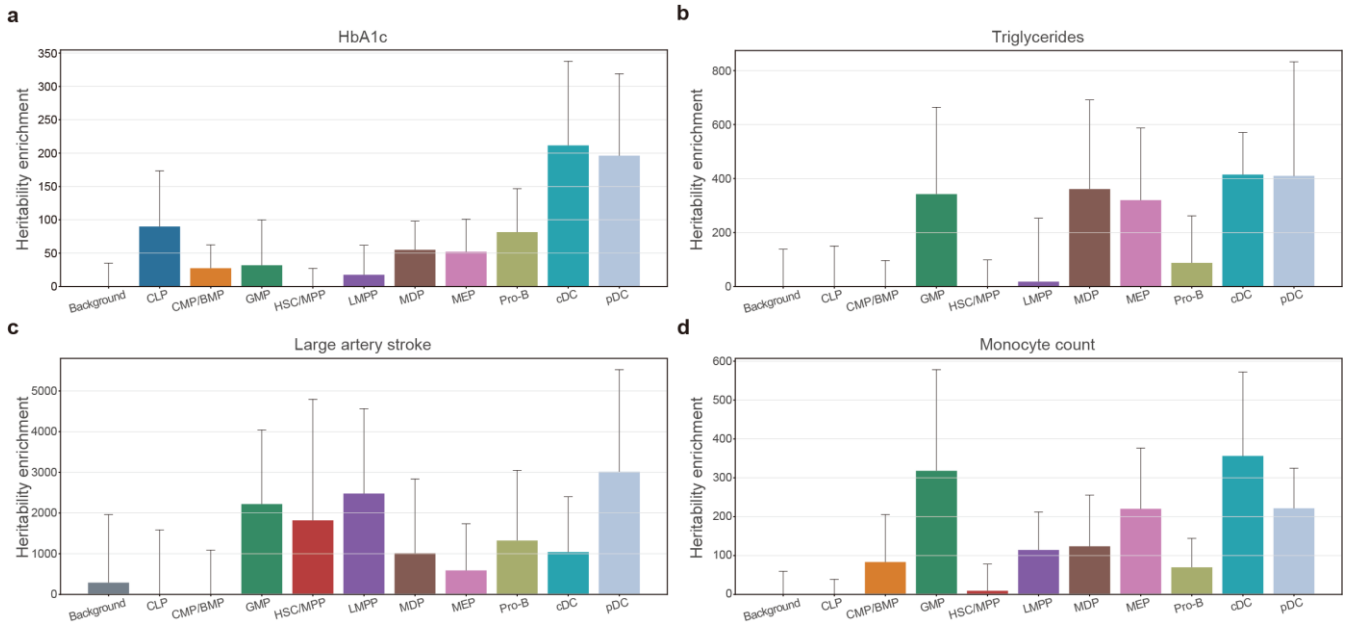 a
HbA1c
Heritability enrichment
350
300
250
200
150
100
50
0
Background
CLP
CMP/BMP
GMP
HSC/MPP
LMPP
MDP
MEP
Pro-B
cDC
pDC
b
Triglycerides
Heritability enrichment
800
600
400
200
0
Background
CLP
CMP/BMP
GMP
HSC/MPP
LMPP
MDP
MEP
Pro-B
cDC
pDC
c
Large artery stroke
Heritability enrichment
5000
4000
3000
2000
1000
0
Background
CLP
CMP/BMP
GMP
HSC/MPP
LMPP
MDP
MEP
Pro-B
cDC
pDC
d
Monocyte count
Heritability enrichment
600
500
400
300
200
100
0
Background
CLP
CMP/BMP
GMP
HSC/MPP
LMPP
MDP
MEP
Pro-B
cDC
pDC